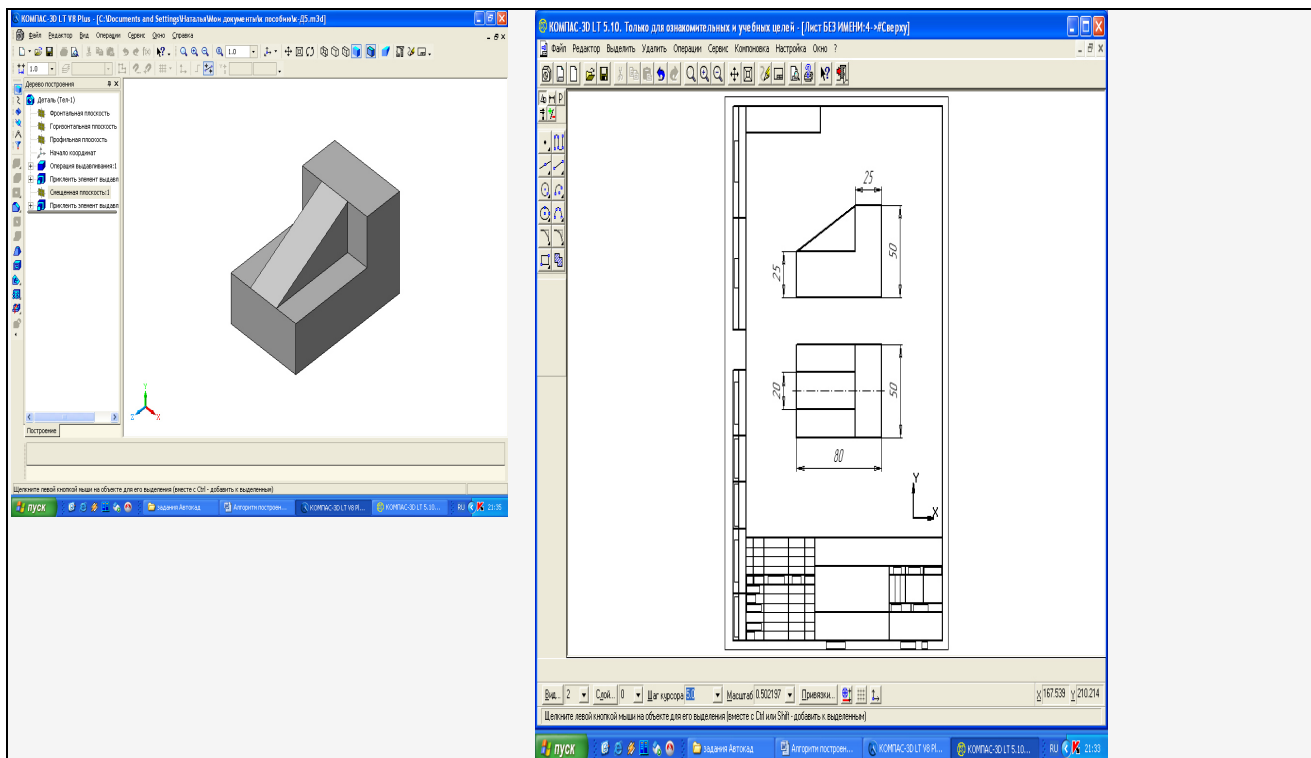 КОМПАС-3D LT V8 Plus - [C:\Documents and Settings\Наталья\Мои документы\к пособию\к-Д5.m3d]
Файл Редактор Вид Операции Сервис Окно Справка
1.0
1.0
Дерево построения
Деталь (Тел-1)
Фронтальная плоскость
Горизонтальная плоскость
Профильная плоскость
Начало координат
Операция выдавливания:1
Приклеить элемент выдавл
Смещенная плоскость:1
Приклеить элемент выдавл
Y
Z
X
Построение
Щелкните левой кнопкой мыши на объекте для его выделения (вместе с Ctrl - добавить к выделенным)
пуск
задания Автокад
Алгоритм построен...
КОМПАС-3D LT V8 Pl...
КОМПАС-3D LT 5.10...
RU
21:35
КОМПАС-3D LT 5.10. Только для ознакомительных и учебных целей - [Лист БЕЗ ИМЕНИ:4->#Сверху]
Файл Редактор Выделить Удалить Операции Сервис Компоновка Настройка Окно ?
25
50
25
20
50
80
Y
X
Вид... 2 Слой... 0 Шаг курсора 5.0 Масштаб 0.502197 Привязки... X 167.539 Y 210.214
Щелкните левой кнопкой мыши на объекте для его выделения (вместе с Ctrl или Shift - добавить к выделенным)
пуск
задания Автокад
Алгоритм построен...
КОМПАС-3D LT V8 Pl...
КОМПАС-3D LT 5.10...
RU
21:33